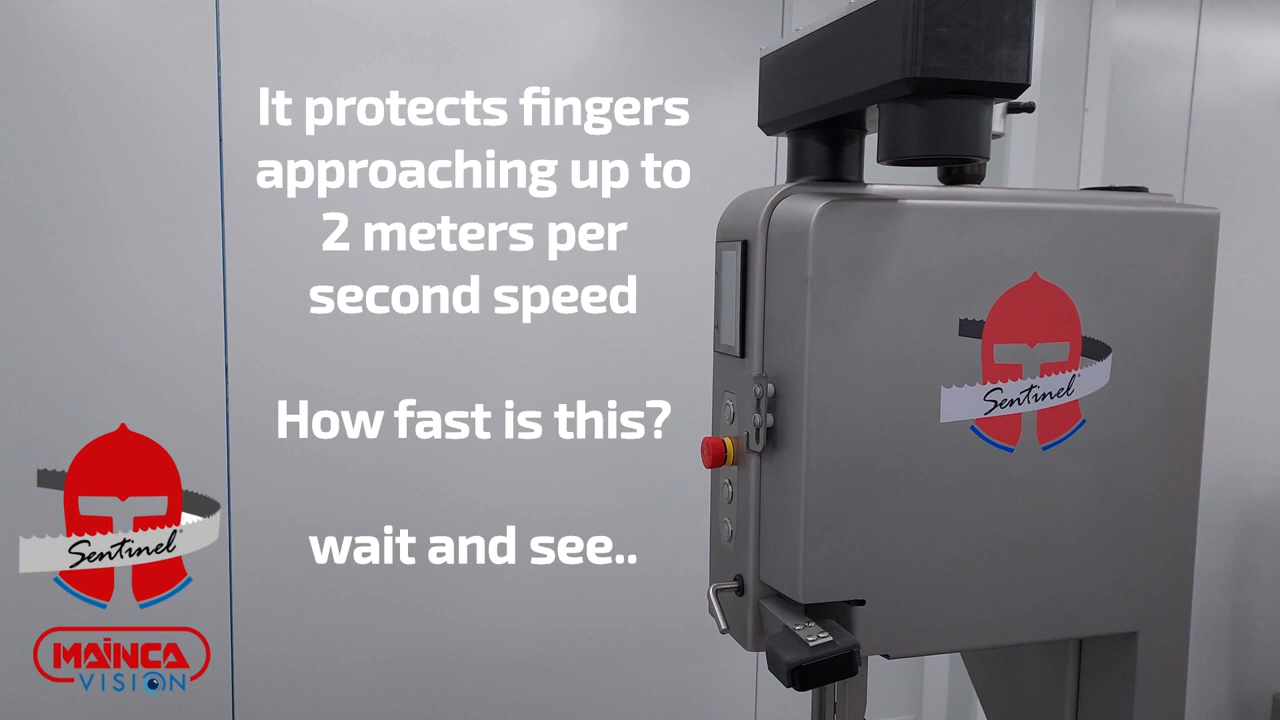 It protects fingers
approaching up to
2 meters per
second speed
How fast is this?
wait and see..
Sentinel®
Sentinel®
MAINCA
VISION